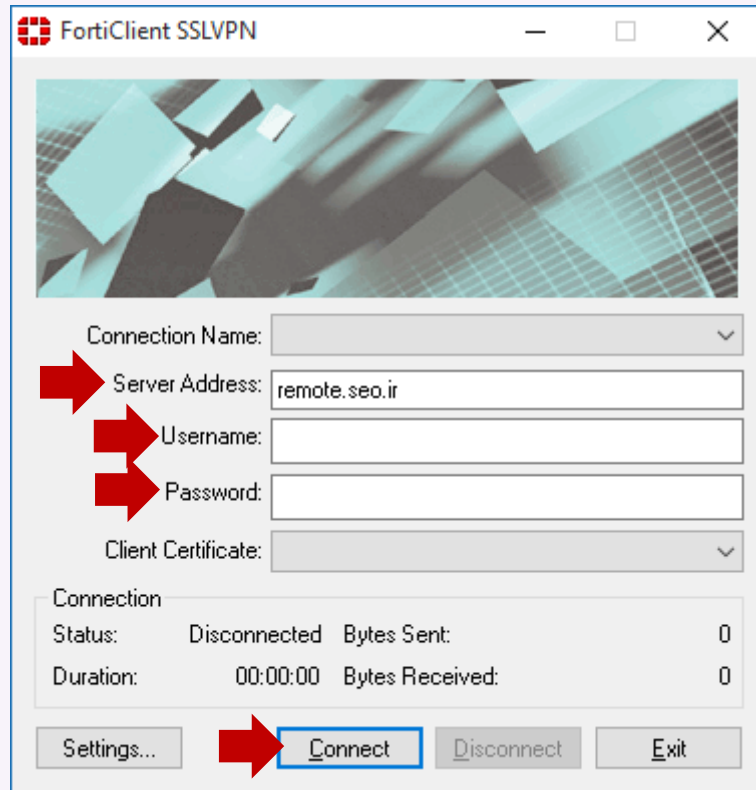 FortiClient SSLVPN
Connection Name:
Server Address: remote.seo.ir
Username:
Password:
Client Certificate:
Connection
Status: Disconnected Bytes Sent: 0
Duration: 00:00:00 Bytes Received: 0
Settings... Connect Disconnect Exit